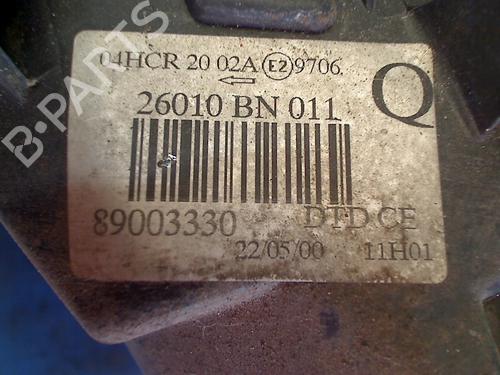 04HCR 20 02A E2 9706
Q
26010 BN 011
89003330 DTD CE
22/05/00 11H01
B-PARTS